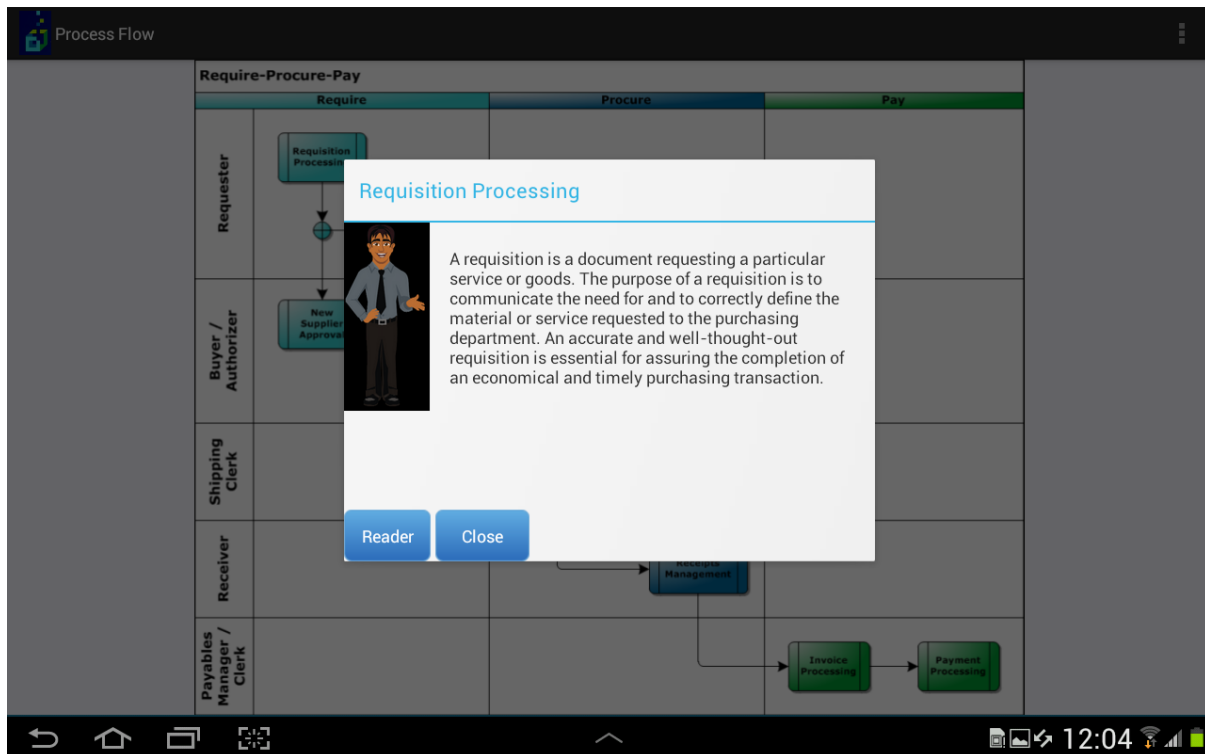 Process Flow
Require-Procure-Pay
Require
Procure
Pay
Requester
Requisition
Requisition Processing
A requisition is a document requesting a particular
service or goods. The purpose of a requisition is to
communicate the need for and to correctly define the
material or service requested to the purchasing
department. An accurate and well-thought-out
requisition is essential for assuring the completion of
an economical and timely purchasing transaction.
Buyer /
Authorizer
New
Supplier
Shipping
Clerk
Reader
Close
Receiver
Receipts
Management
Payables
Manager /
Clerk
Invoice
Processing
Payment
Processing
12:04